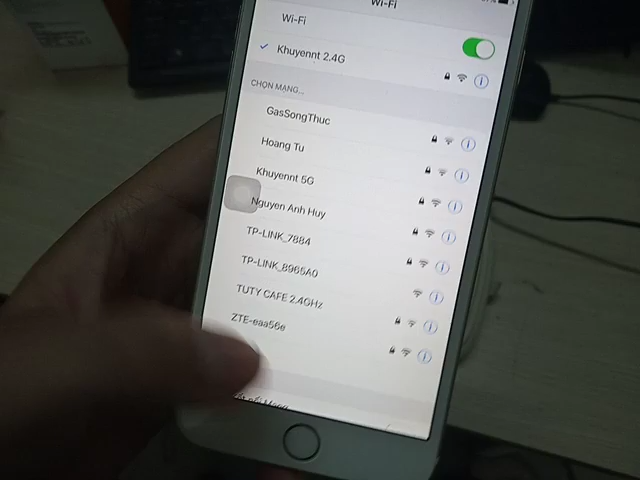 Wi-Fi
Wi-Fi
Khuyennt 2.4G
CHỌN MẠNG...
GasSongThuc
Hoang Tu
Khuyennt 5G
Nguyen Anh Huy
TP-LINK_7884
TP-LINK_8965A0
TUTY CAFE 2.4GHz
ZTE-eaa56e